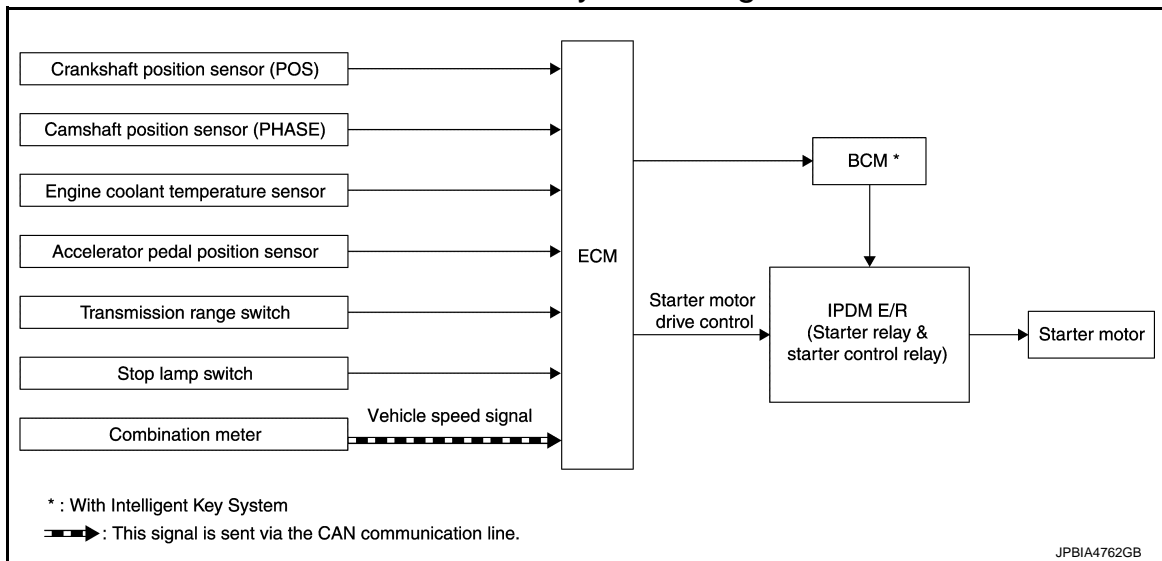 Crankshaft position sensor (POS)
Camshaft position sensor (PHASE)
Engine coolant temperature sensor
Accelerator pedal position sensor
Transmission range switch
Stop lamp switch
Combination meter
Vehicle speed signal
ECM
BCM *
Starter motor
drive control
IPDM E/R
(Starter relay &
starter control relay)
Starter motor
* : With Intelligent Key System
: This signal is sent via the CAN communication line.
JPBIA4762GB